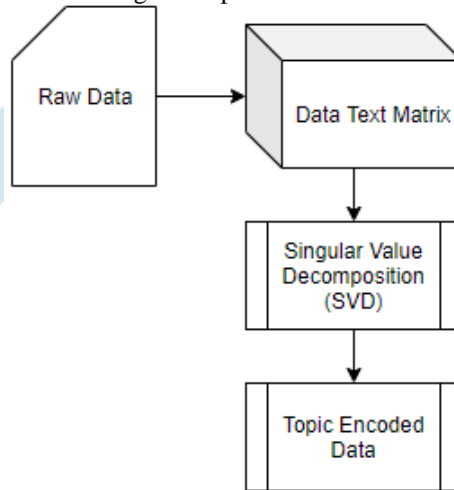 Raw Data
Data Text Matrix
Singular Value
Decomposition
(SVD)
Topic Encoded
Data